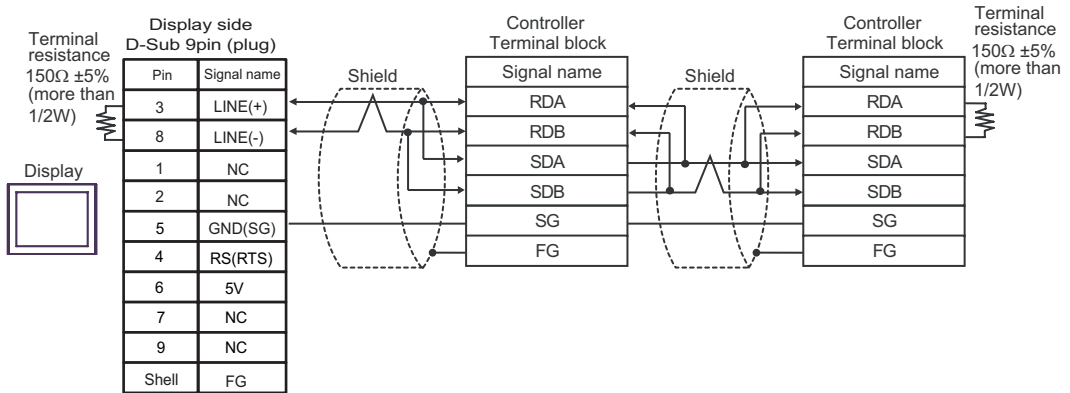 Display side
D-Sub 9pin (plug)
Terminal
resistance
150Ω ±5%
(more than
1/2W)
Display
Pin Signal name
3 LINE(+)
8 LINE(-)
1 NC
2 NC
5 GND(SG)
4 RS(RTS)
6 5V
7 NC
9 NC
Shell FG
Shield
Controller
Terminal block
Signal name
RDA
RDB
SDA
SDB
SG
FG
Shield
Controller
Terminal block
Signal name
RDA
RDB
SDA
SDB
SG
FG
Terminal
resistance
150Ω ±5%
(more than
1/2W)